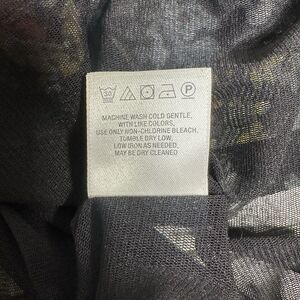 30 P
MACHINE WASH COLD GENTLE,
WITH LIKE COLORS,
USE ONLY NON-CHLORINE BLEACH,
TUMBLE DRY LOW,
LOW IRON AS NEEDED,
MAY BE DRY CLEANED